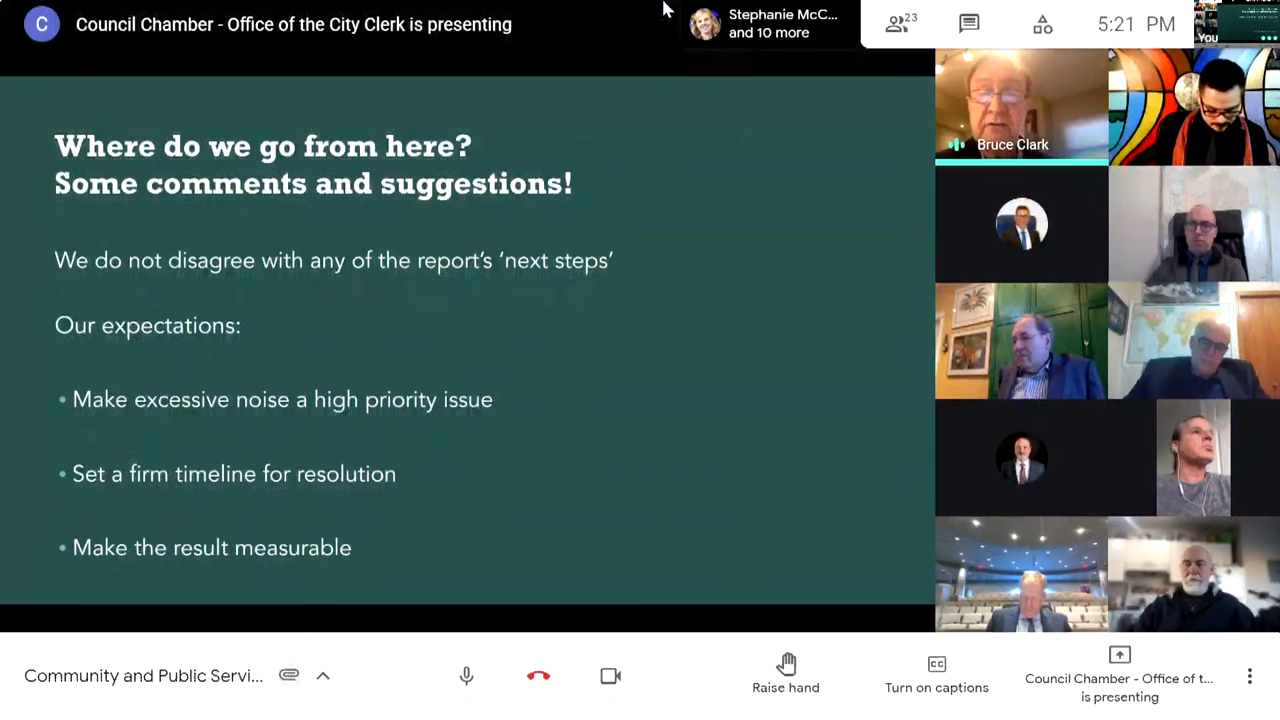 C
Council Chamber - Office of the City Clerk is presenting
Stephanie McC...
and 10 more
23
5:21 PM
You
Bruce Clark
Where do we go from here?
Some comments and suggestions!
We do not disagree with any of the report's 'next steps'
Our expectations:
• Make excessive noise a high priority issue
• Set a firm timeline for resolution
• Make the result measurable
Community and Public Servi...
Raise hand
CC
Turn on captions
Council Chamber - Office of t...
is presenting